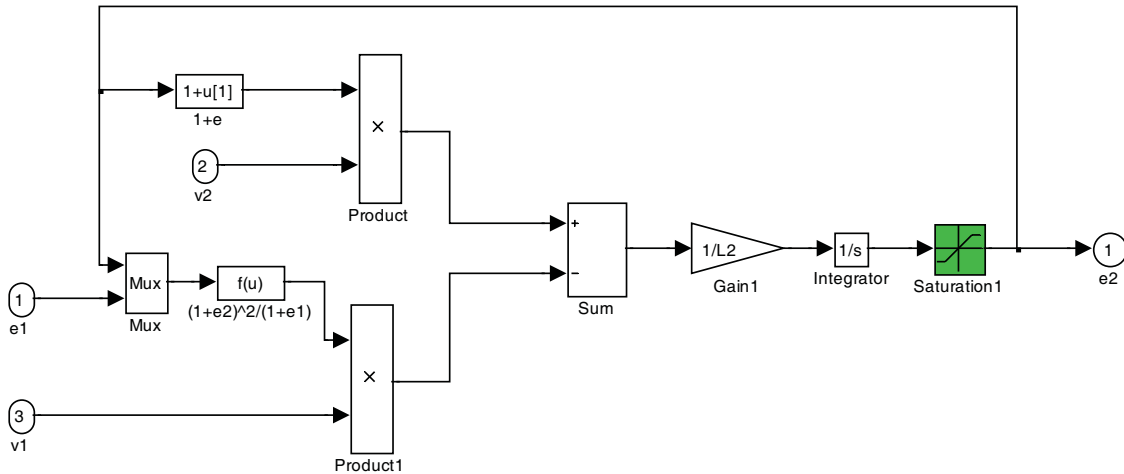 1+u[1]
1+e
2
v2
×
Product
1
e1
Mux
Mux
f(u)
(1+e2)^2/(1+e1)
3
v1
×
Product1
+
−
Sum
1/L2
Gain1
1/s
Integrator
Saturation1
1
e2